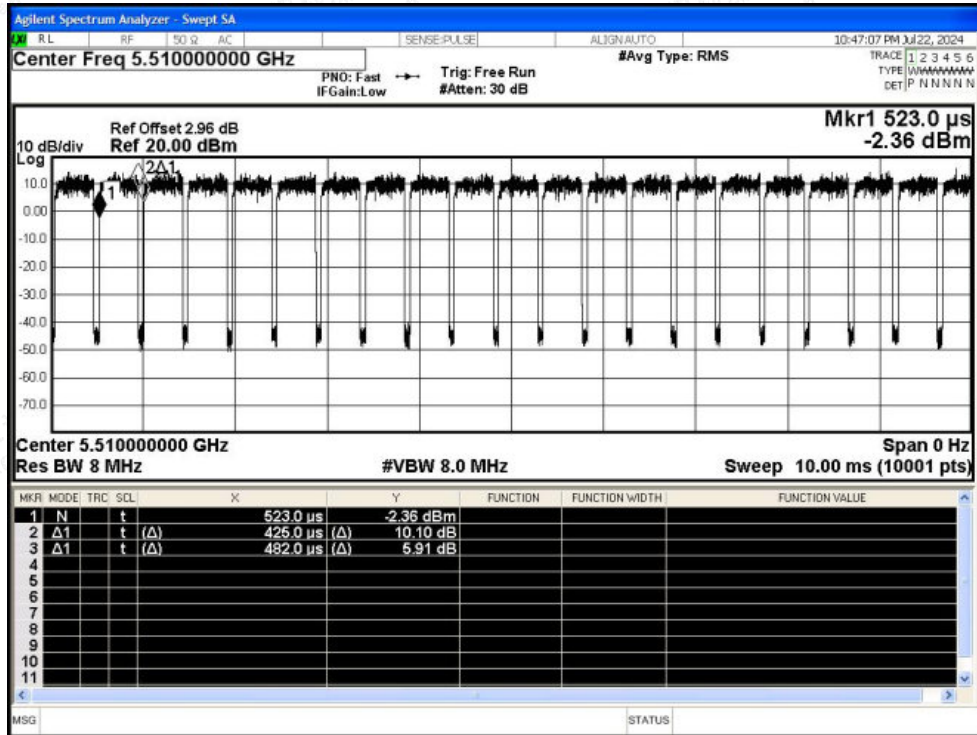 Agilent Spectrum Analyzer - Swept SA
LXI RL RF 50 Ω AC SENSE:PULSE ALIGNAUTO 10:47:07 PM Jul 22, 2024
Center Freq 5.510000000 GHz
PNO: Fast
IFGain:Low
Trig: Free Run
#Atten: 30 dB
#Avg Type: RMS
TRACE 1 2 3 4 5 6
TYPE
DET P N N N N N
Mkr1 523.0 µs
-2.36 dBm
Ref Offset 2.96 dB
10 dB/div Ref 20.00 dBm
Log
2Δ1
1
10.0
0.00
-10.0
-20.0
-30.0
-40.0
-50.0
-60.0
-70.0
Center 5.510000000 GHz Span 0 Hz
Res BW 8 MHz #VBW 8.0 MHz Sweep 10.00 ms (10001 pts)
MKR MODE TRC SCL X Y FUNCTION FUNCTION WIDTH FUNCTION VALUE
1 N t 523.0 µs -2.36 dBm
2 Δ1 t (Δ) 425.0 µs (Δ) 10.10 dB
3 Δ1 t (Δ) 482.0 µs (Δ) 5.91 dB
4
5
6
7
8
9
10
11
MSG STATUS